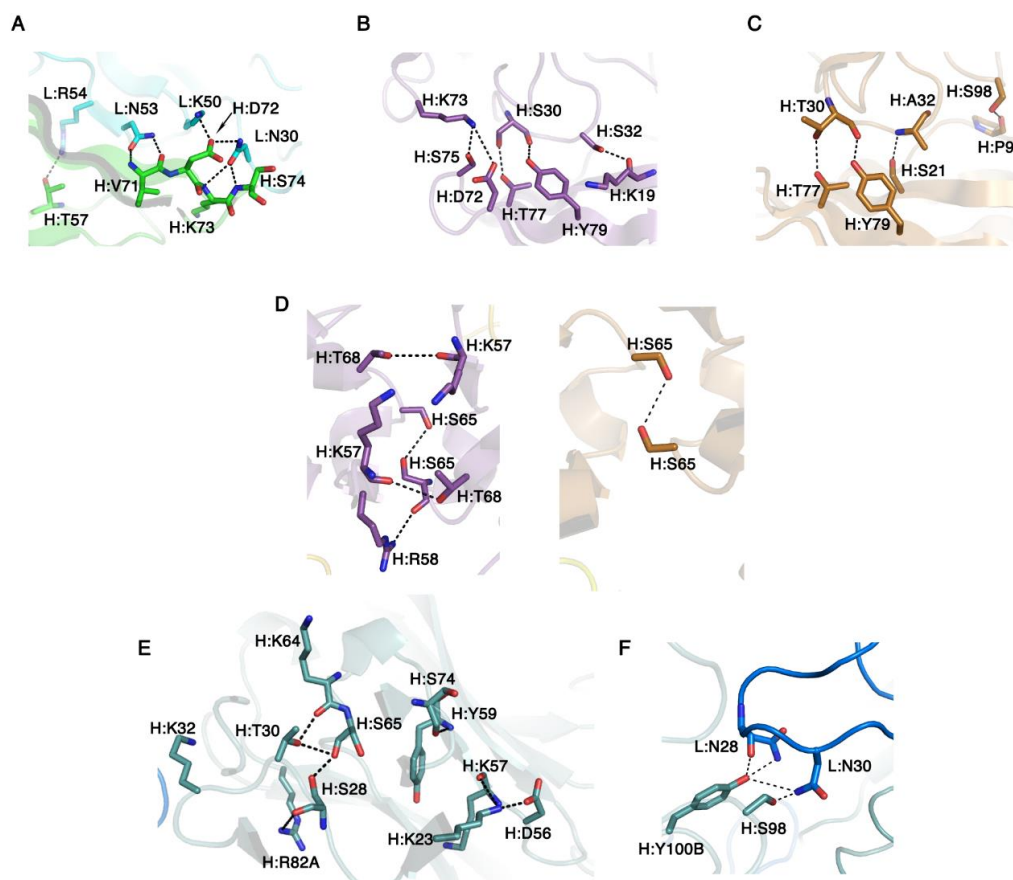 A
L:R54
L:N53
L:K50
H:D72
L:N30
H:V71
H:S74
H:T57
H:K73
B
H:K73
H:S30
H:S32
H:S75
H:D72
H:T77
H:K19
H:Y79
C
H:T30
H:A32
H:S98
H:P9
H:T77
H:S21
H:Y79
D
H:T68
H:K57
H:S65
H:K57
H:S65
H:T68
H:R58
H:S65
H:S65
E
H:K64
H:S74
H:K32
H:T30
H:S65
H:Y59
H:S28
H:K57
H:K23
H:D56
H:R82A
F
L:N28
L:N30
H:S98
H:Y100B